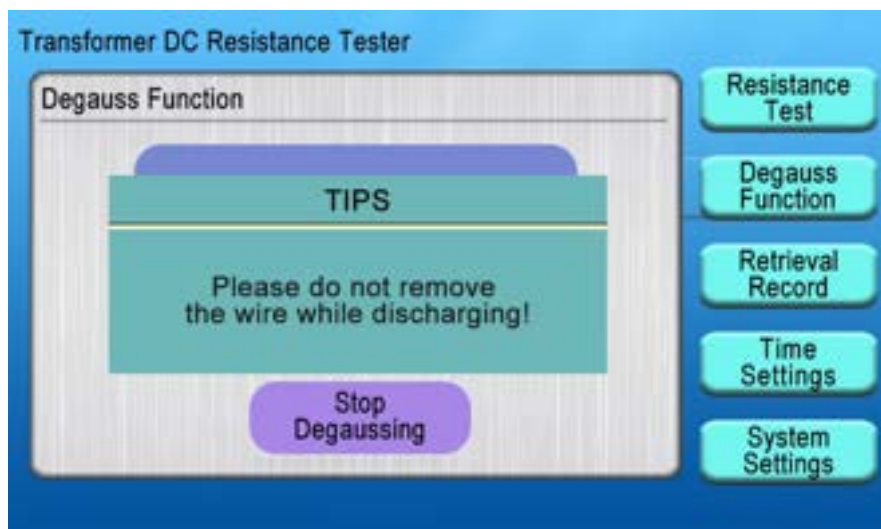 Transformer DC Resistance Tester
Degauss Function
TIPS
Please do not remove
the wire while discharging!
Stop
Degaussing
Resistance
Test
Degauss
Function
Retrieval
Record
Time
Settings
System
Settings